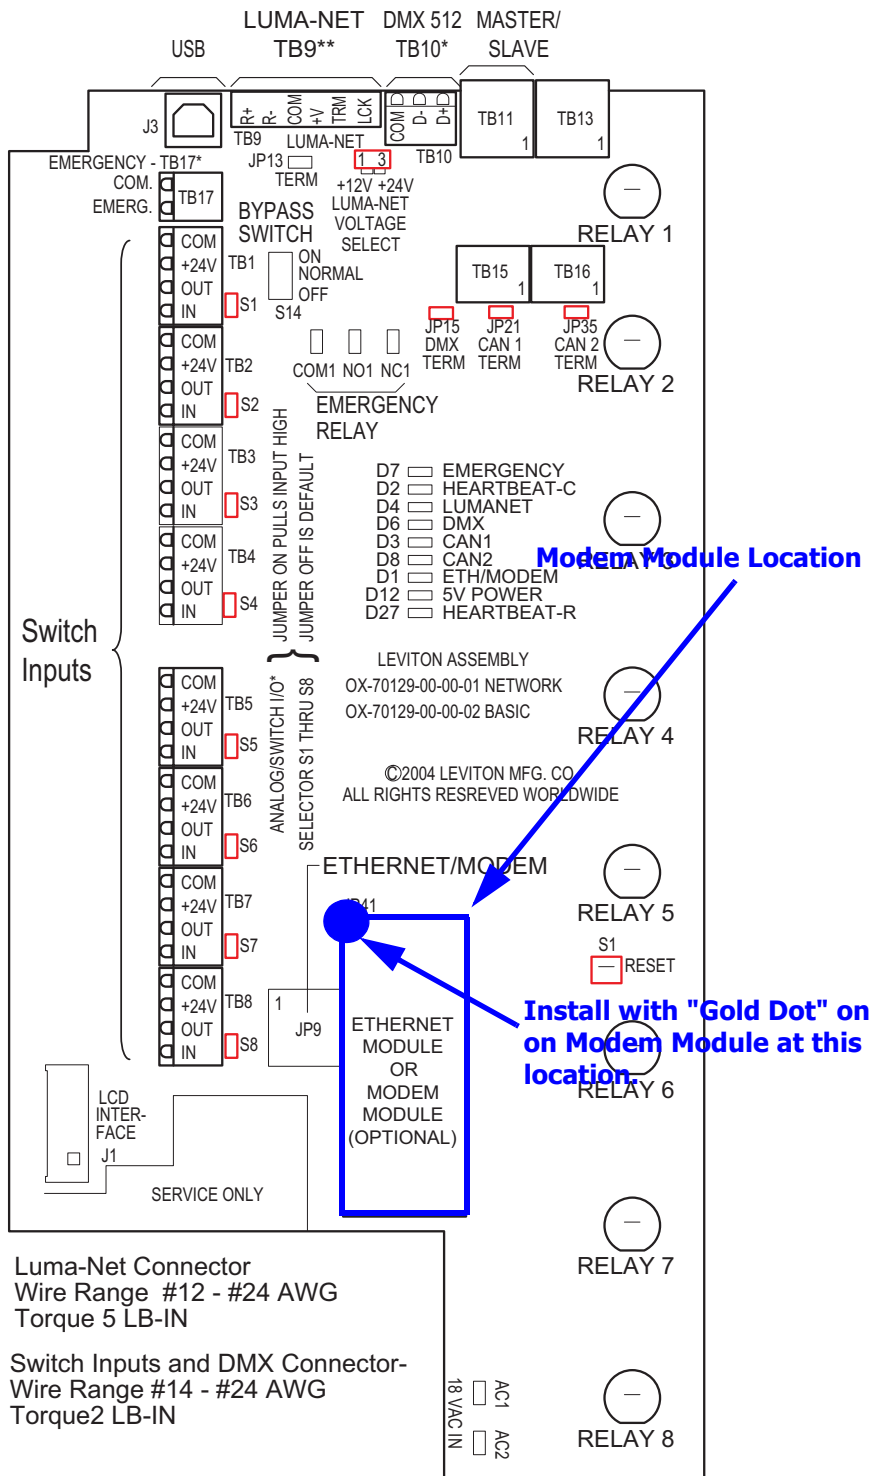 LUMA-NET DMX 512 MASTER/
USB TB9** TB10* SLAVE
J3
R+
R-
COM
+V
TRM
LCK
TB9
COM
D-
D+
TB10
TB11
1
TB13
1
LUMA-NET
JP13
TERM
1 3
+12V +24V
LUMA-NET
VOLTAGE
SELECT
EMERGENCY - TB17*
COM.
EMERG.
TB17
BYPASS
SWITCH
ON
NORMAL
OFF
S14
RELAY 1
COM
+24V
OUT
IN
TB1
S1
TB15
1
TB16
1
JP15
DMX
TERM
JP21
CAN 1
TERM
JP35
CAN 2
TERM
RELAY 2
COM
+24V
OUT
IN
TB2
S2
COM1 NO1 NC1
EMERGENCY
RELAY
COM
+24V
OUT
IN
TB3
S3
COM
+24V
OUT
IN
TB4
S4
JUMPER ON PULLS INPUT HIGH
JUMPER OFF IS DEFAULT
D7 EMERGENCY
D2 HEARTBEAT-C
D4 LUMANET
D6 DMX
D3 CAN1
D8 CAN2
D1 ETH/MODEM
D12 5V POWER
D27 HEARTBEAT-R
RELAY 3
Modem Module Location
Switch
Inputs
LEVITON ASSEMBLY
OX-70129-00-00-01 NETWORK
OX-70129-00-00-02 BASIC
RELAY 4
COM
+24V
OUT
IN
TB5
S5
ANALOG/SWITCH I/O*
SELECTOR S1 THRU S8
©2004 LEVITON MFG. CO
ALL RIGHTS RESREVED WORLDWIDE
COM
+24V
OUT
IN
TB6
S6
ETHERNET/MODEM
RELAY 5
COM
+24V
OUT
IN
TB7
S7
S1
RESET
COM
+24V
OUT
IN
TB8
S8
1
JP9
ETHERNET
MODULE
OR
MODEM
MODULE
(OPTIONAL)
Install with "Gold Dot" on
on Modem Module at this
location.
RELAY 6
LCD
INTER-
FACE
J1
SERVICE ONLY
RELAY 7
Luma-Net Connector
Wire Range #12 - #24 AWG
Torque 5 LB-IN
Switch Inputs and DMX Connector-
Wire Range #14 - #24 AWG
Torque2 LB-IN
18 VAC IN
AC1
AC2
RELAY 8